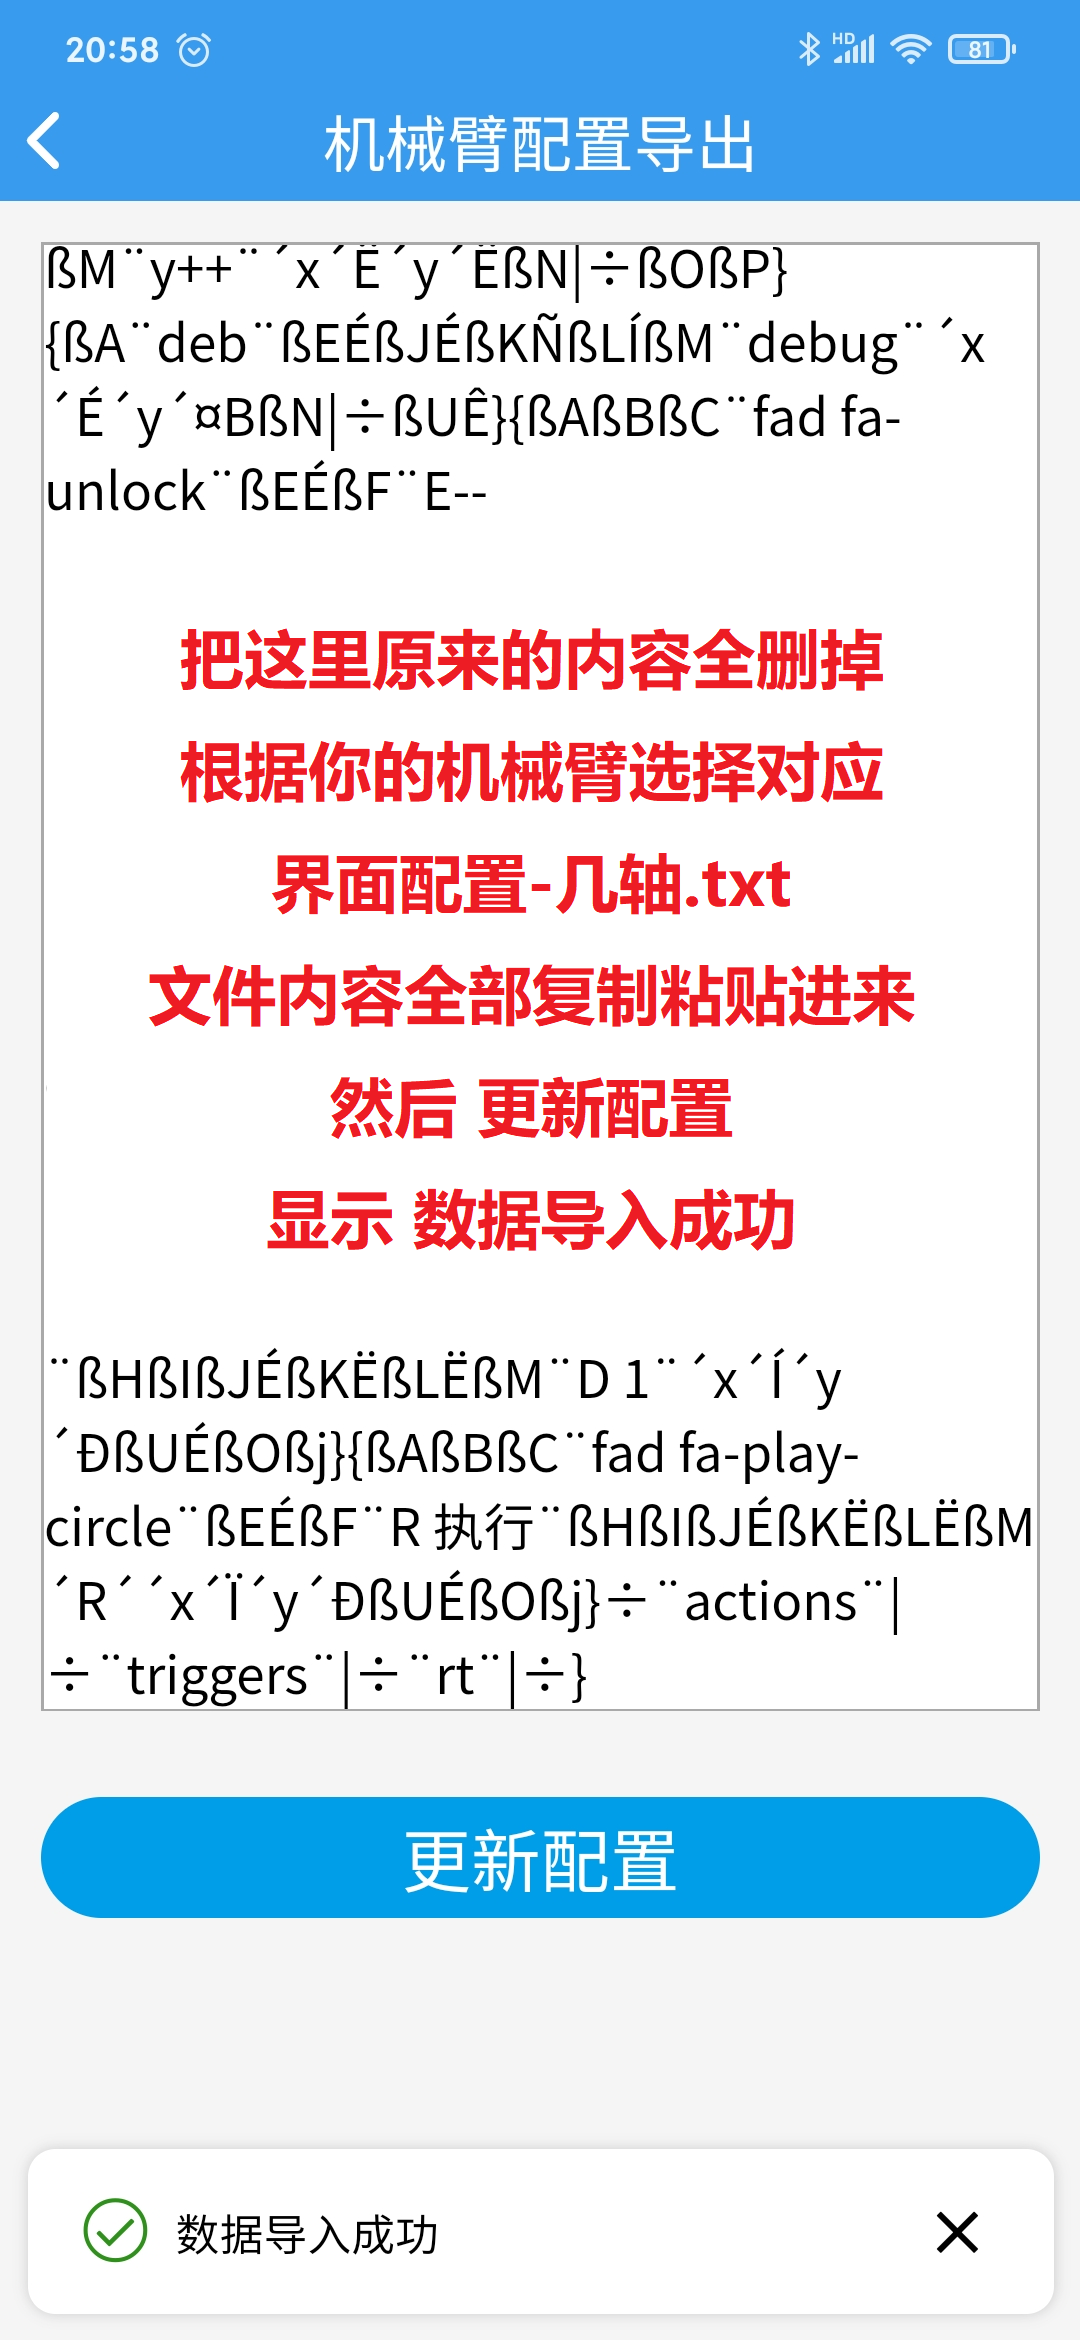 20:58 HD 81
机械臂配置导出
ßM¨y++¨´x´Ë´y´ËßN|÷ßOßP}
{ßA¨deb¨ßEÉßJÉßKÑßLÍßM¨debug¨´x
´É´y´¤BßN|÷ßUÊ}{ßAßBßC¨fad fa-
unlock¨ßEÉßF¨E--
把这里原来的内容全删掉
根据你的机械臂选择对应
界面配置-几轴.txt
文件内容全部复制粘贴进来
然后 更新配置
显示 数据导入成功
¨ßHßIßJÉßKËßLËßM¨D 1¨´x´Í´y
´ÐßUÉßOßj}{ßAßBßC¨fad fa-play-
circle¨ßEÉßF¨R 执行¨ßHßIßJÉßKËßLËßM
´R´´x´Ï´y´ÐßUÉßOßj}÷¨actions¨|
÷¨triggers¨|÷¨rt¨|÷}
更新配置
数据导入成功